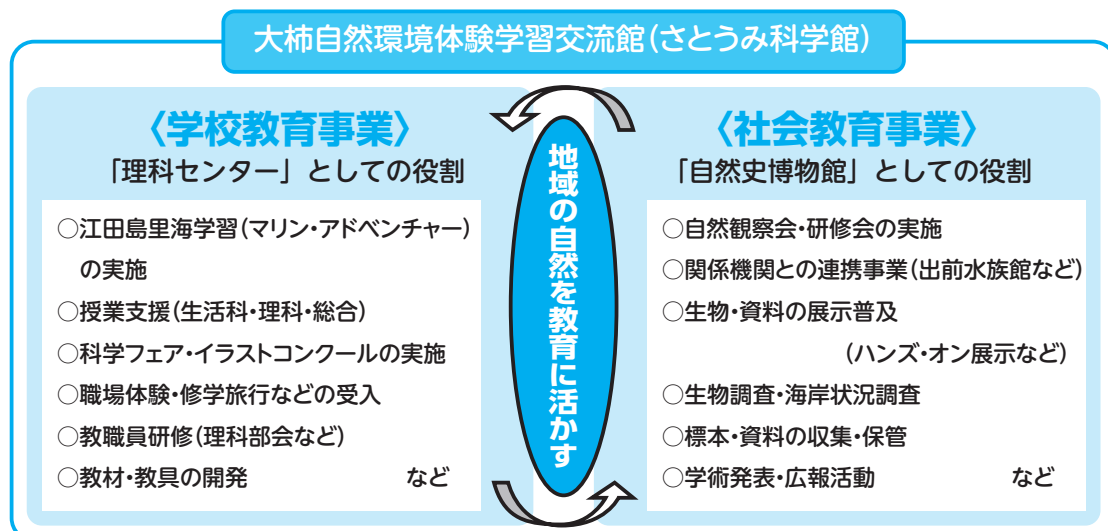 大柿自然環境体験学習交流館(さとうみ科学館)
〈学校教育事業〉
「理科センター」としての役割
○江田島里海学習(マリン・アドベンチャー)
の実施
○授業支援(生活科・理科・総合)
○科学フェア・イラストコンクールの実施
○職場体験・修学旅行などの受入
○教職員研修(理科部会など)
○教材・教具の開発 など
地域の自然を教育に活かす
〈社会教育事業〉
「自然史博物館」としての役割
○自然観察会・研修会の実施
○関係機関との連携事業(出前水族館など)
○生物・資料の展示普及
(ハンズ・オン展示など)
○生物調査・海岸状況調査
○標本・資料の収集・保管
○学術発表・広報活動 など